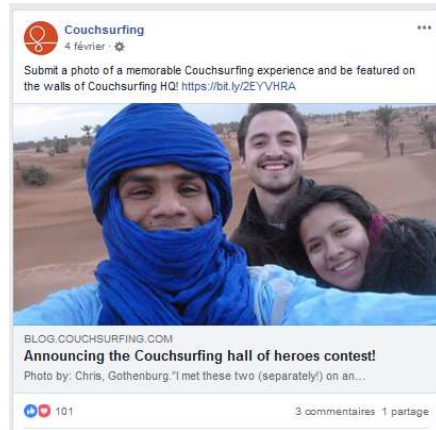 Couchsurfing
4 février ·
Submit a photo of a memorable Couchsurfing experience and be featured on
the walls of Couchsurfing HQ! https://bit.ly/2EYVHRA
BLOG.COUCHSURFING.COM
Announcing the Couchsurfing hall of heroes contest!
Photo by: Chris, Gothenburg."I met these two (separately!) on an...
101
3 commentaires 1 partage